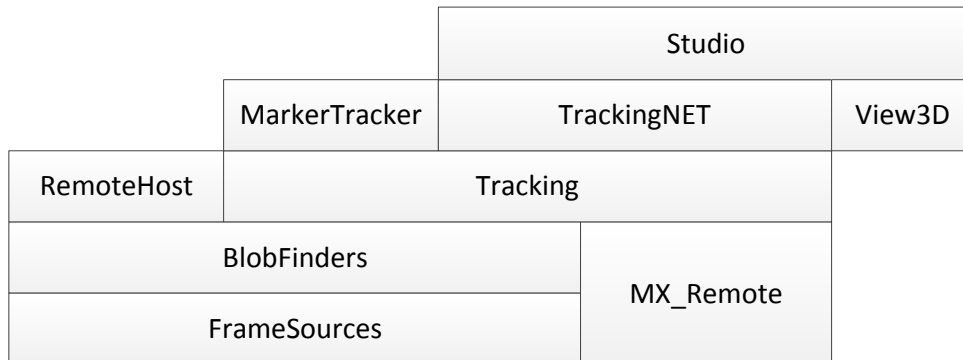 Studio
MarkerTracker
TrackingNET
View3D
RemoteHost
Tracking
BlobFinders
MX_Remote
FrameSources